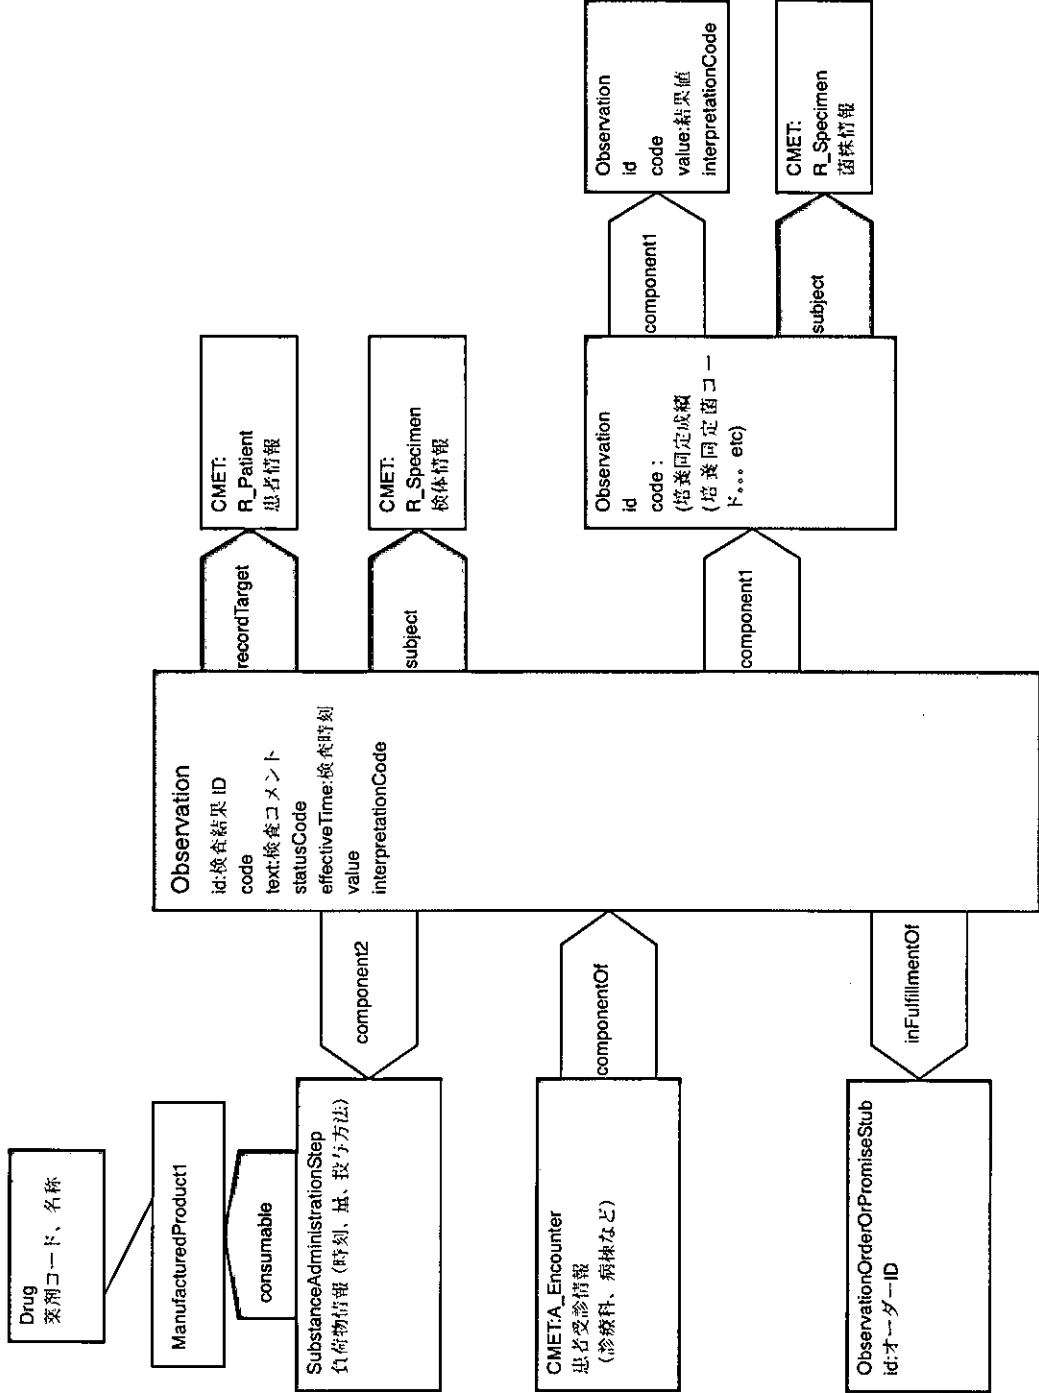 Drug
薬剤コード、名称
ManufacturedProduct1
consumable
SubstanceAdministrationStep
負荷物情報（時刻、量、投与方法）
component2
CMET:A_Encounter
患者受診情報
（診療科、病棟など）
componentOf
ObservationOrderOrPromiseStub
id:オーダーID
inFulfillmentOf
Observation
id:検査結果 ID
code
text:検査コメント
statusCode
effectiveTime:検査時刻
value
interpretationCode
recordTarget
CMET:
R_Patient
患者情報
subject
CMET:
R_Specimen
検体情報
component1
Observation
id
code :
(培養同定成績
(培養同定菌コー
ド。。。etc)
component1
Observation
id
code
value:結果値
interpretationCode
subject
CMET:
R_Specimen
菌株情報